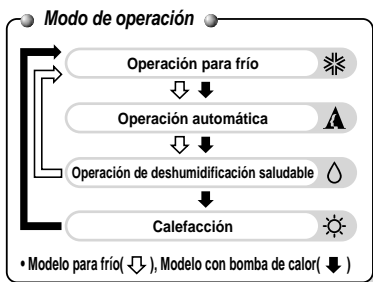 Modo de operación
Operación para frío
Operación automática
Operación de deshumidificación saludable
Calefacción
• Modelo para frío( ⇩ ), Modelo con bomba de calor( 🡇 )